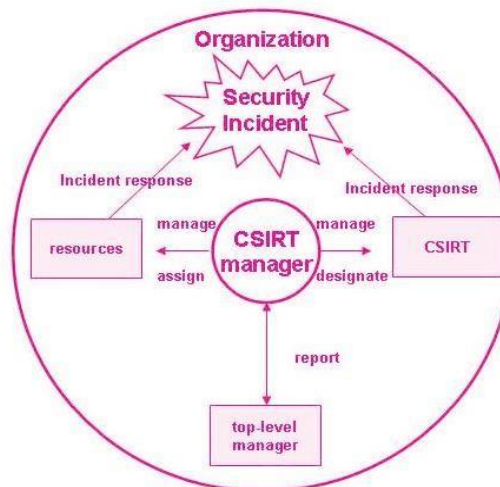 Organization
Security
Incident
Incident response
Incident response
manage
manage
resources
CSIRT
manager
CSIRT
assign
designate
report
top-level
manager